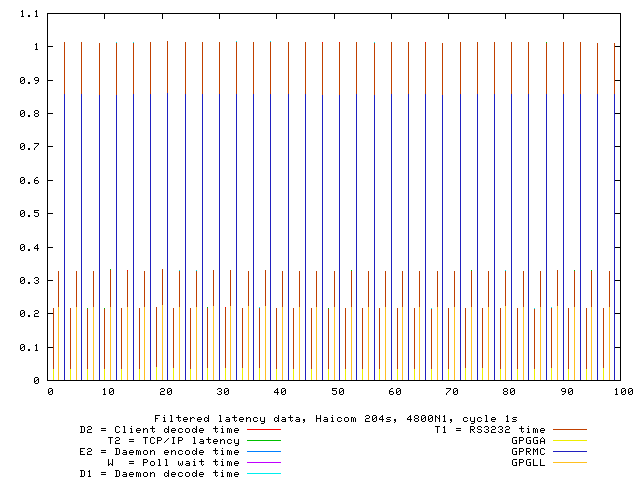 1.1
1
0.9
0.8
0.7
0.6
0.5
0.4
0.3
0.2
0.1
0
0 10 20 30 40 50 60 70 80 90 100
Filtered latency data, Haicom 204s, 4800N1, cycle 1s
D2 = Client decode time
T2 = TCP/IP latency
E2 = Daemon encode time
W = Poll wait time
D1 = Daemon decode time
T1 = RS3232 time
GPGGA
GPRMC
GPGLL